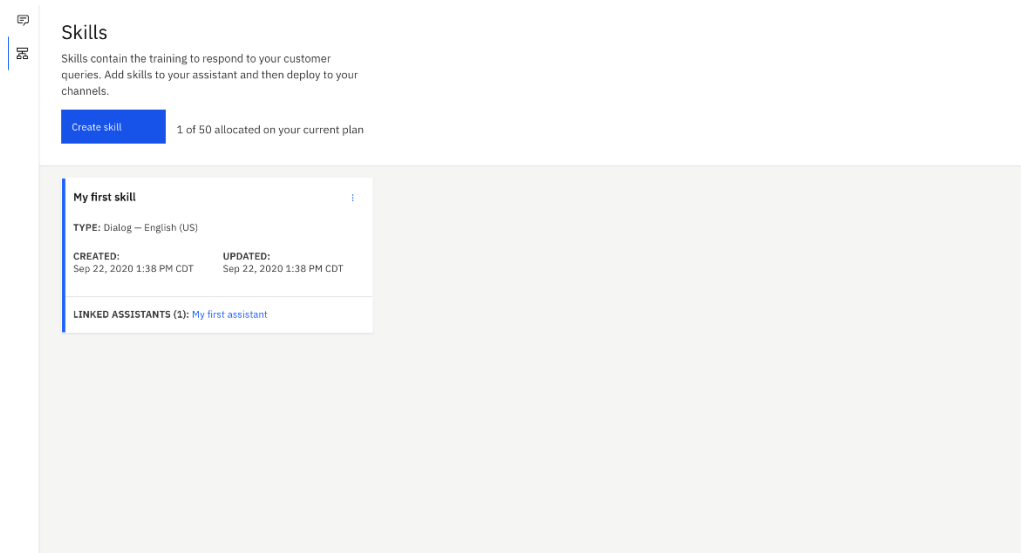 Skills
Skills contain the training to respond to your customer
queries. Add skills to your assistant and then deploy to your
channels.
Create skill
1 of 50 allocated on your current plan
My first skill
TYPE: Dialog — English (US)
CREATED:
Sep 22, 2020 1:38 PM CDT
UPDATED:
Sep 22, 2020 1:38 PM CDT
LINKED ASSISTANTS (1): My first assistant